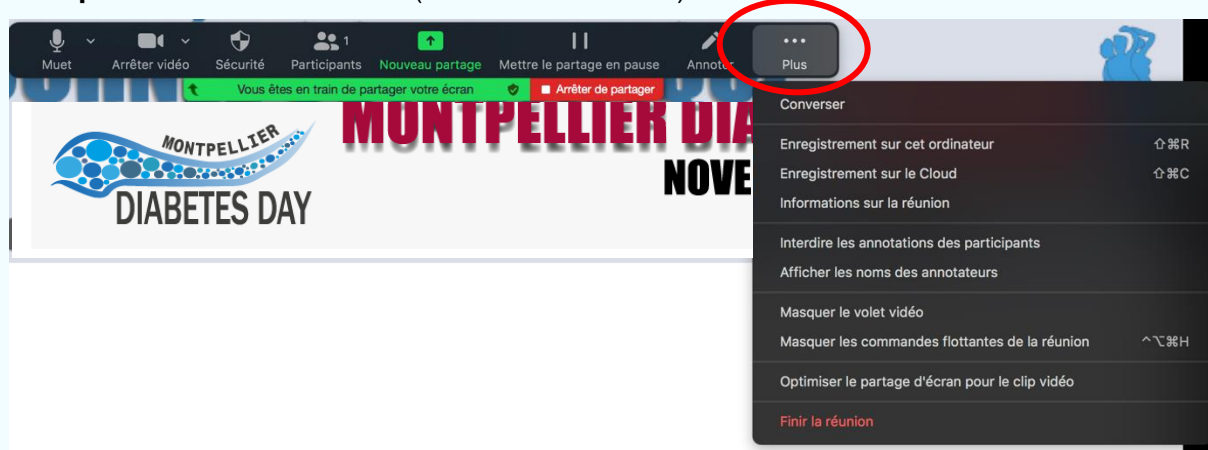 1
Muet Arrêter vidéo Sécurité Participants Nouveau partage Mettre le partage en pause Annoter Plus
Vous êtes en train de partager votre écran Arrêter de partager
MONTPELLIER DIA
NOVE
MONTPELLIER
DIABETES DAY
Converser
Enregistrement sur cet ordinateur ⇧⌘R
Enregistrement sur le Cloud ⇧⌘C
Informations sur la réunion
Interdire les annotations des participants
Afficher les noms des annotateurs
Masquer le volet vidéo
Masquer les commandes flottantes de la réunion ^⌥⌘H
Optimiser le partage d'écran pour le clip vidéo
Finir la réunion